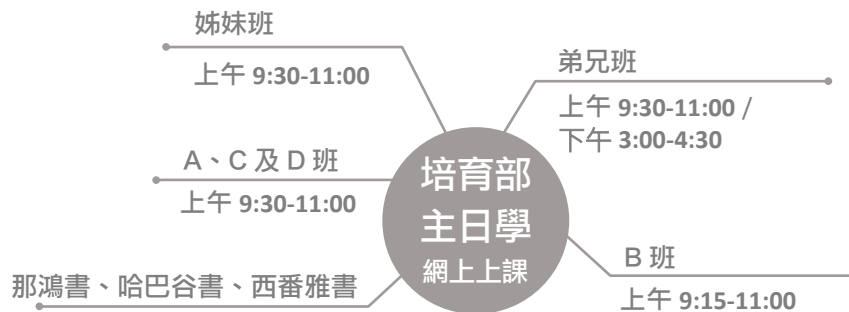 姊妹班
上午 9:30-11:00
弟兄班
上午 9:30-11:00 /
下午 3:00-4:30
A、C 及 D 班
上午 9:30-11:00
培育部
主日學
網上上課
B 班
上午 9:15-11:00
那鴻書、哈巴谷書、西番雅書